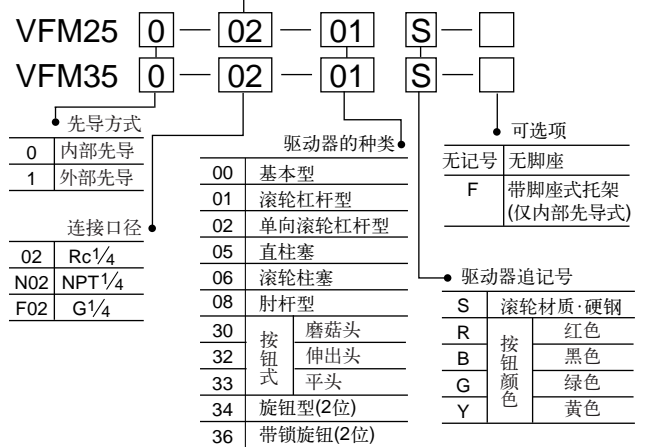 VFM25 0 — 02 — 01 S —
VFM35 0 — 02 — 01 S —
先导方式
0 内部先导
1 外部先导
连接口径
02 Rc1/4
N02 NPT1/4
F02 G1/4
驱动器的种类
00 基本型
01 滚轮杠杆型
02 单向滚轮杠杆型
05 直柱塞
06 滚轮柱塞
08 肘杆型
按钮式
30 磨菇头
32 伸出头
33 平头
34 旋钮型(2位)
36 带锁旋钮(2位)
可选项
无记号 无脚座
F 带脚座式托架
(仅内部先导式)
驱动器追记号
S 滚轮材质·硬钢
按钮颜色
R 红色
B 黑色
G 绿色
Y 黄色